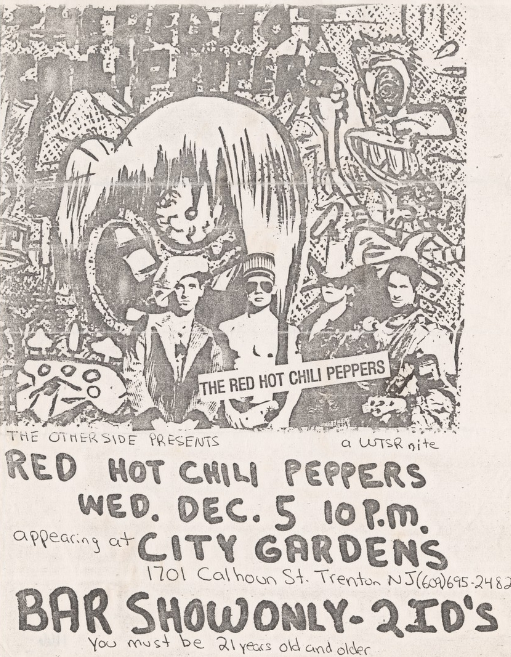 RED HOT
CHILI PEPPERS
THE RED HOT CHILI PEPPERS
THE OTHERSIDE PRESENTS
a WTSR nite
RED HOT CHILI PEPPERS
WED. DEC. 5 10 P.M.
appearing at CITY GARDENS
1701 Calhoun St. Trenton NJ (609) 695-2482
BAR SHOW ONLY - 2 ID'S
You must be 21 years old and older